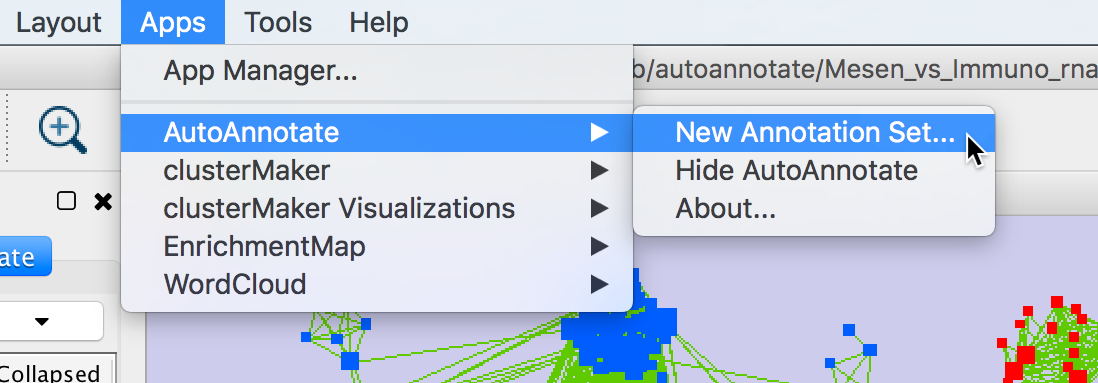 Layout Apps Tools Help
App Manager...
b/autoannotate/Mesen_vs_Immuno_rna
AutoAnnotate
New Annotation Set...
clusterMaker
Hide AutoAnnotate
clusterMaker Visualizations
About...
EnrichmentMap
ate
WordCloud
Collapsed